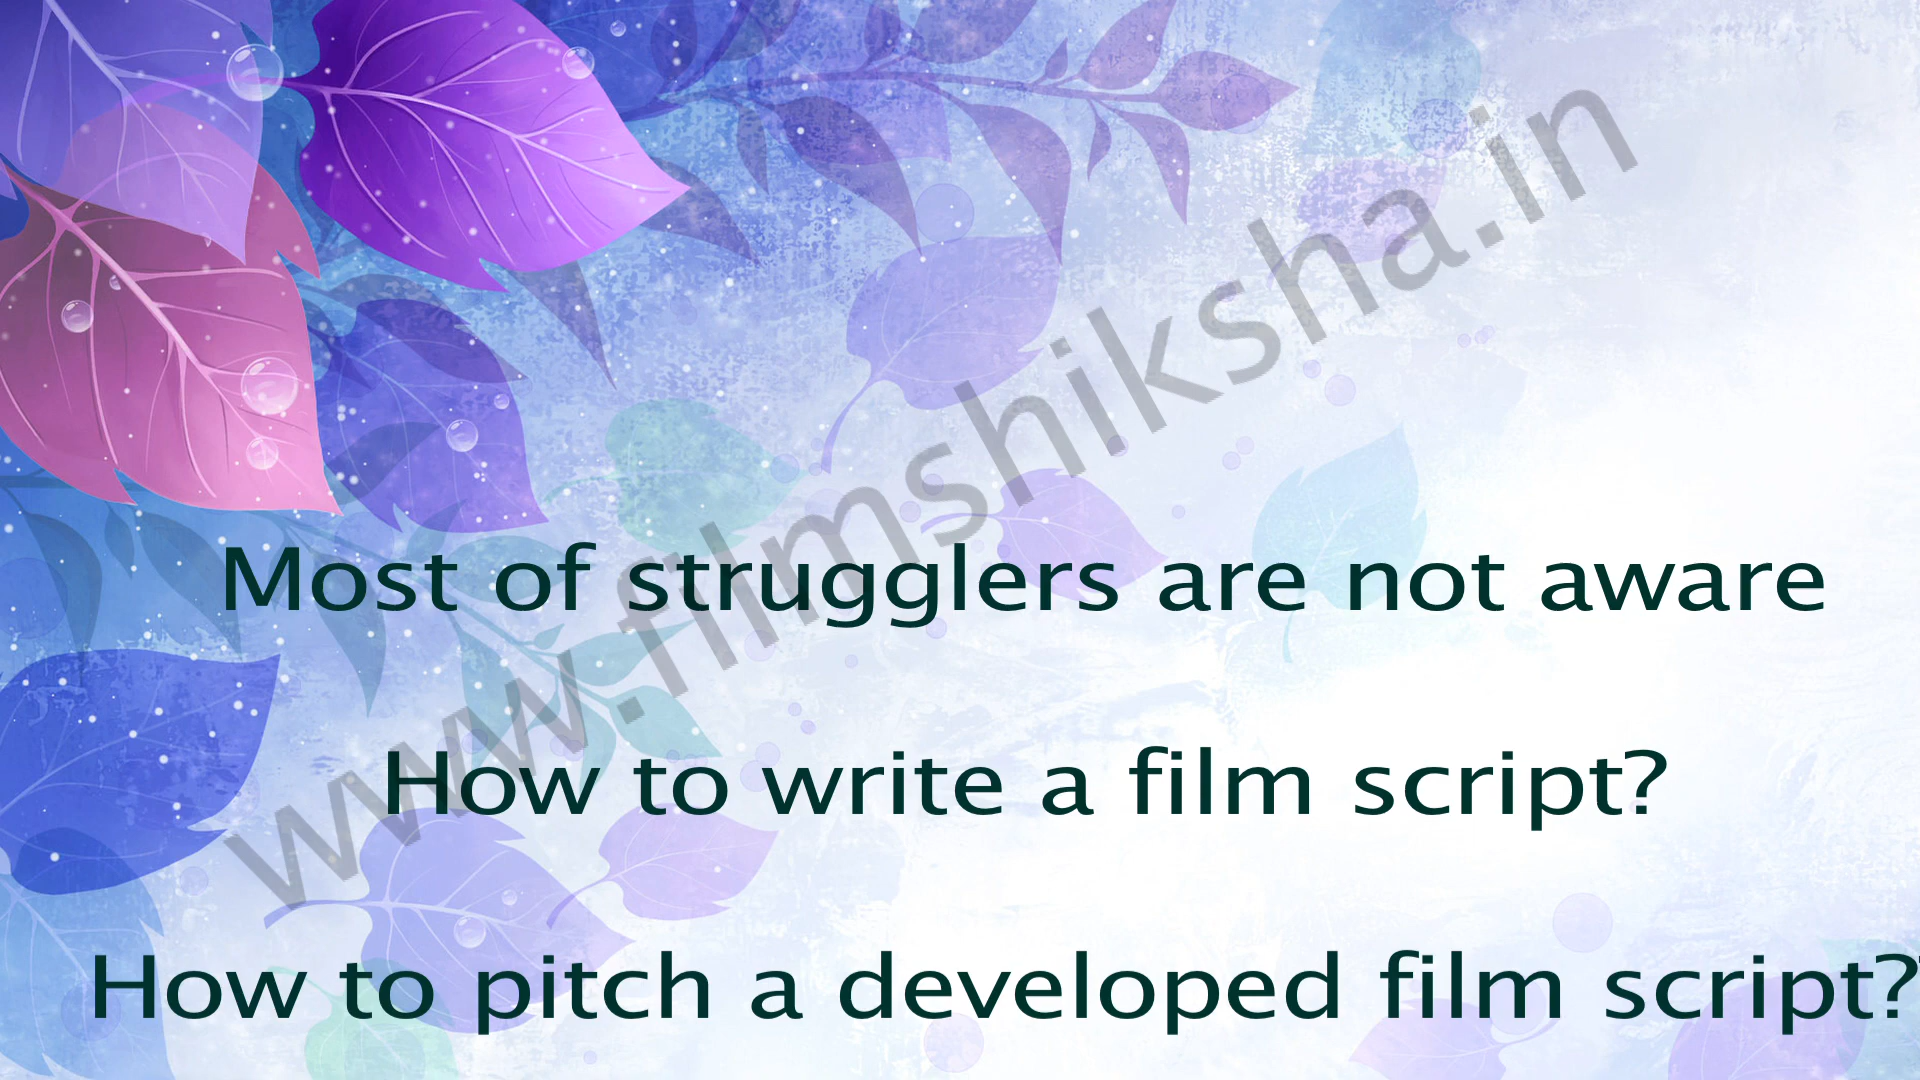 www.filmshiksha.in
Most of strugglers are not aware
How to write a film script?
How to pitch a developed film script?